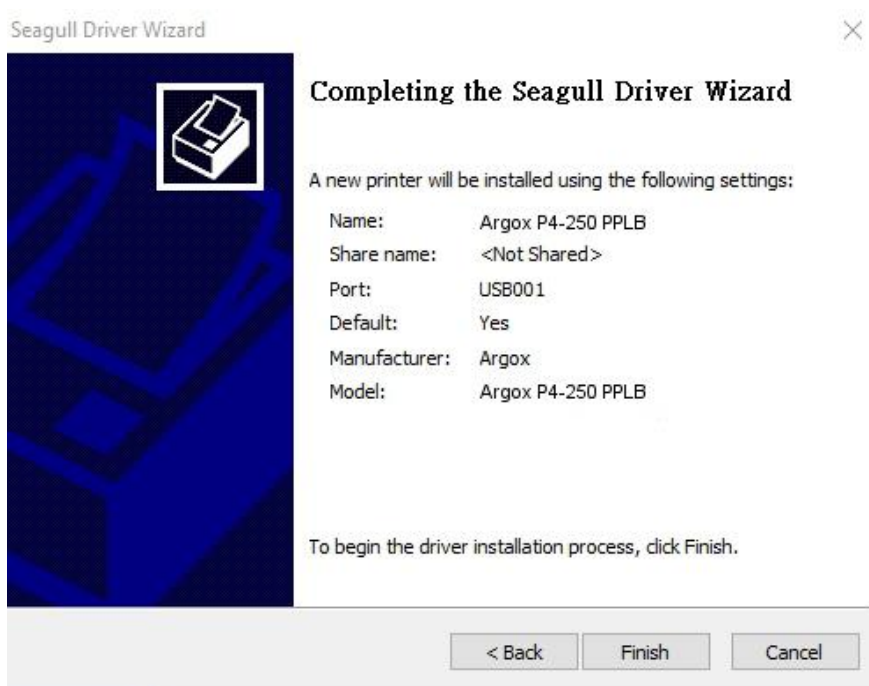 Seagull Driver Wizard
Completing the Seagull Driver Wizard
A new printer will be installed using the following settings:
Name: Argox P4-250 PPLB
Share name: <Not Shared>
Port: USB001
Default: Yes
Manufacturer: Argox
Model: Argox P4-250 PPLB
To begin the driver installation process, click Finish.
< Back Finish Cancel